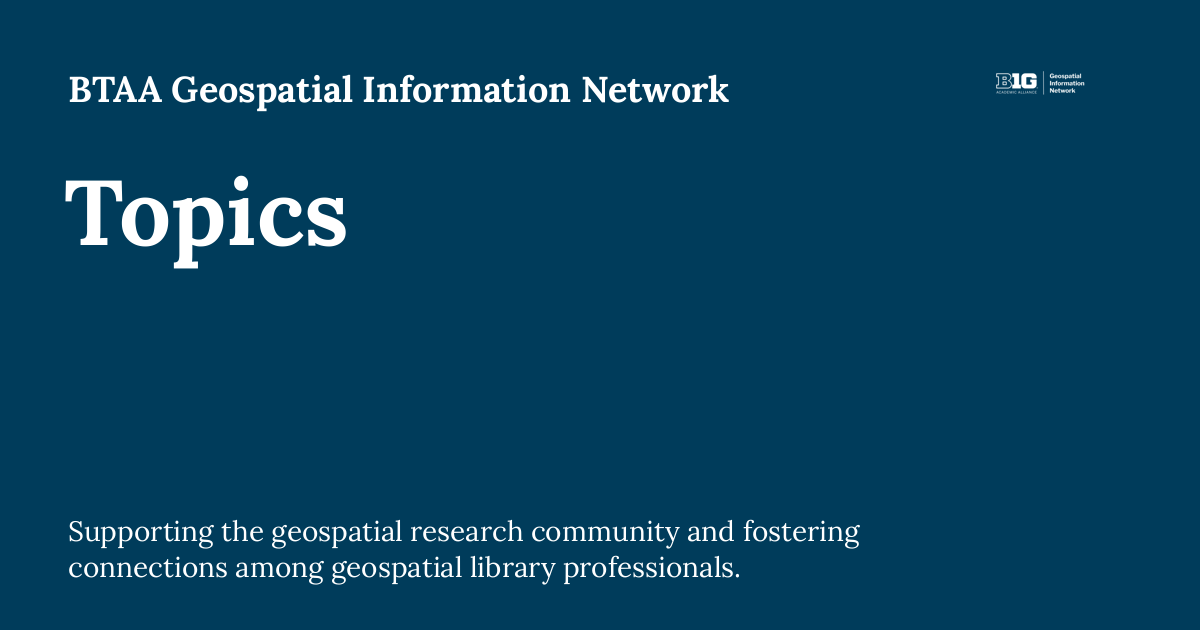 BTAA Geospatial Information Network
B1G
ACADEMIC ALLIANCE
Geospatial
Information
Network
Topics
Supporting the geospatial research community and fostering
connections among geospatial library professionals.